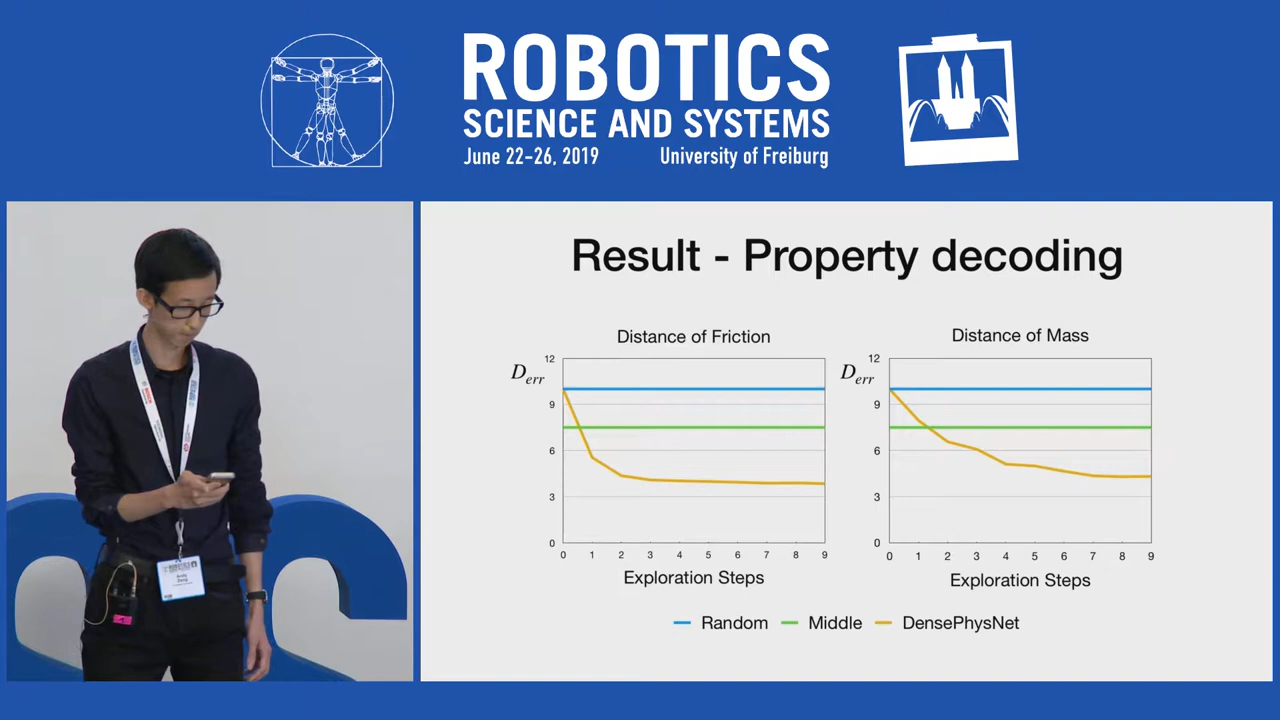 ROBOTICS
SCIENCE AND SYSTEMS
June 22-26, 2019 University of Freiburg
Result - Property decoding
Distance of Friction
D_err
12
9
6
3
0
0 1 2 3 4 5 6 7 8 9
Exploration Steps
Distance of Mass
D_err
12
9
6
3
0
0 1 2 3 4 5 6 7 8 9
Exploration Steps
Random Middle DensePhysNet
ROBOTICS
Andy
Zeng